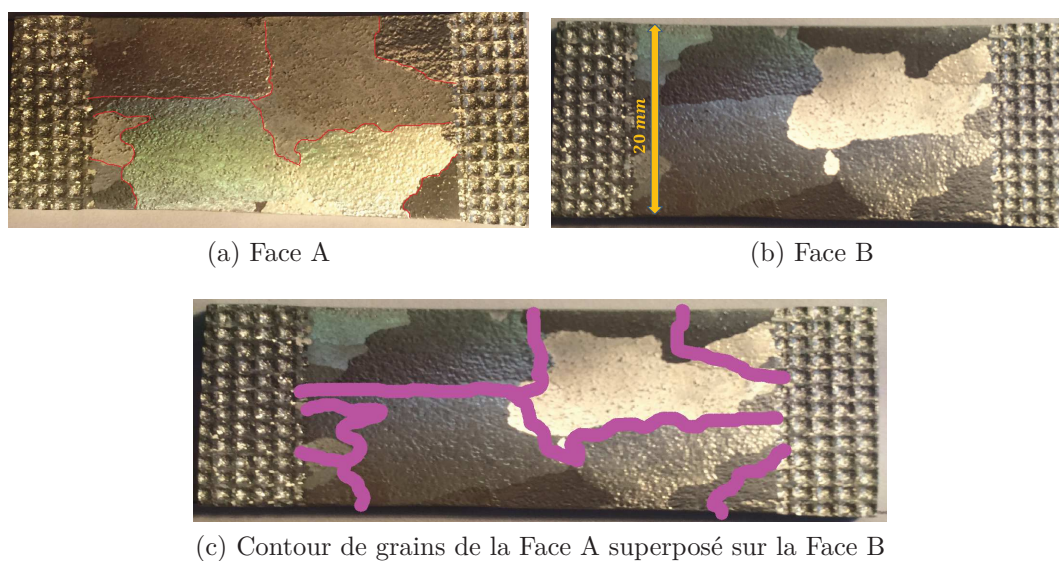 20 mm
(a) Face A
(b) Face B
(c) Contour de grains de la Face A superposé sur la Face B